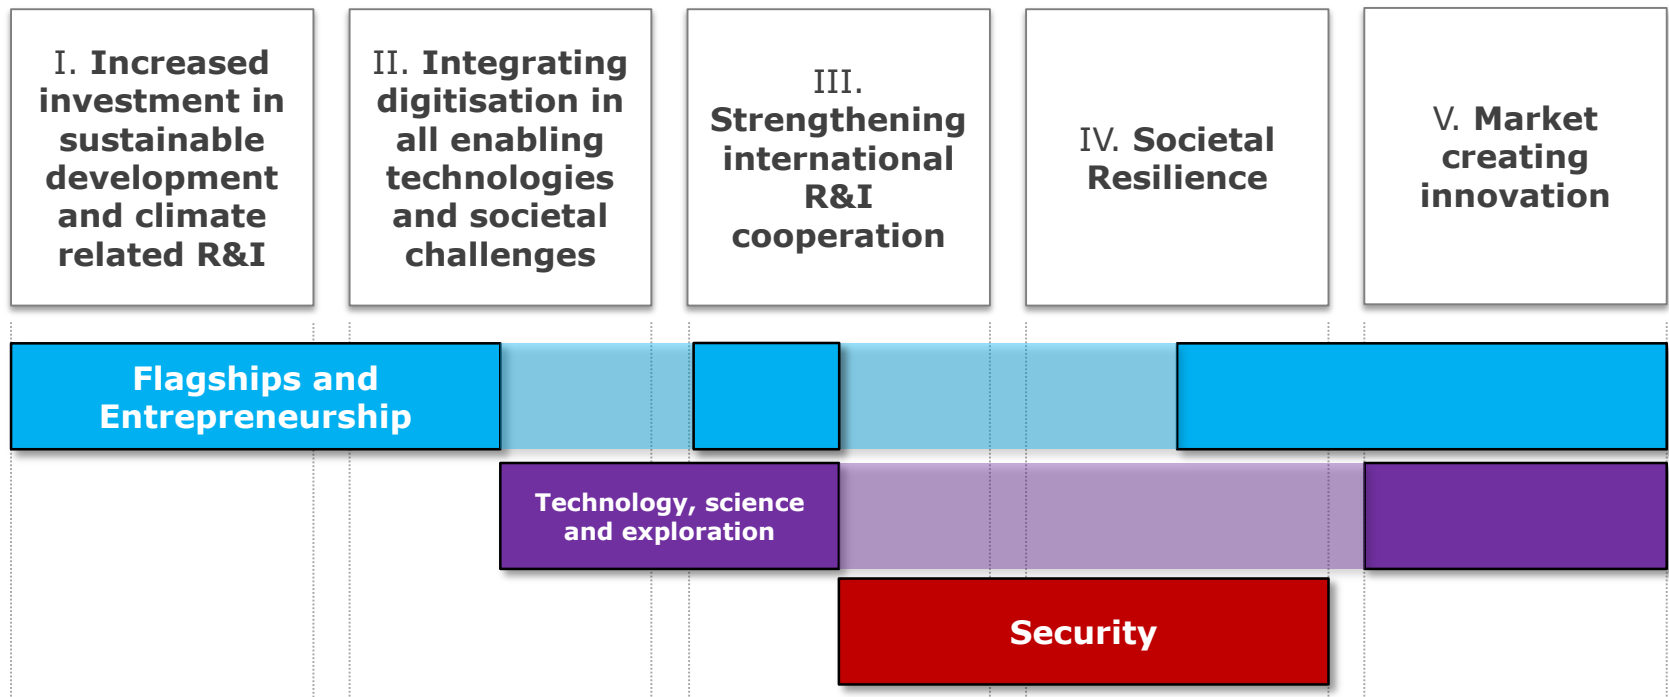 I. Increased
investment in
sustainable
development
and climate
related R&I
II. Integrating
digitisation in
all enabling
technologies
and societal
challenges
III.
Strengthening
international
R&I
cooperation
IV. Societal
Resilience
V. Market
creating
innovation
Flagships and
Entrepreneurship
Technology, science
and exploration
Security